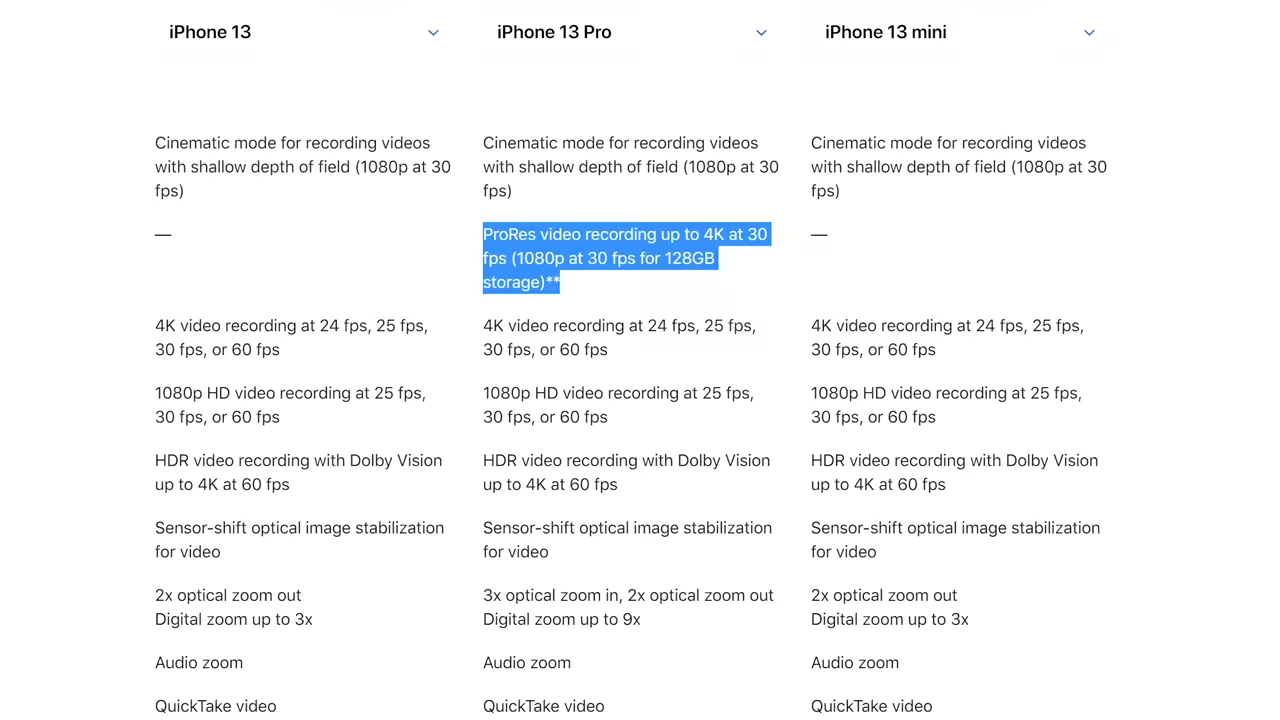 iPhone 13
iPhone 13 Pro
iPhone 13 mini
Cinematic mode for recording videos
with shallow depth of field (1080p at 30
fps)
Cinematic mode for recording videos
with shallow depth of field (1080p at 30
fps)
Cinematic mode for recording videos
with shallow depth of field (1080p at 30
fps)
—
ProRes video recording up to 4K at 30
fps (1080p at 30 fps for 128GB
storage)**
—
4K video recording at 24 fps, 25 fps,
30 fps, or 60 fps
4K video recording at 24 fps, 25 fps,
30 fps, or 60 fps
4K video recording at 24 fps, 25 fps,
30 fps, or 60 fps
1080p HD video recording at 25 fps,
30 fps, or 60 fps
1080p HD video recording at 25 fps,
30 fps, or 60 fps
1080p HD video recording at 25 fps,
30 fps, or 60 fps
HDR video recording with Dolby Vision
up to 4K at 60 fps
HDR video recording with Dolby Vision
up to 4K at 60 fps
HDR video recording with Dolby Vision
up to 4K at 60 fps
Sensor-shift optical image stabilization
for video
Sensor-shift optical image stabilization
for video
Sensor-shift optical image stabilization
for video
2x optical zoom out
Digital zoom up to 3x
3x optical zoom in, 2x optical zoom out
Digital zoom up to 9x
2x optical zoom out
Digital zoom up to 3x
Audio zoom
Audio zoom
Audio zoom
QuickTake video
QuickTake video
QuickTake video